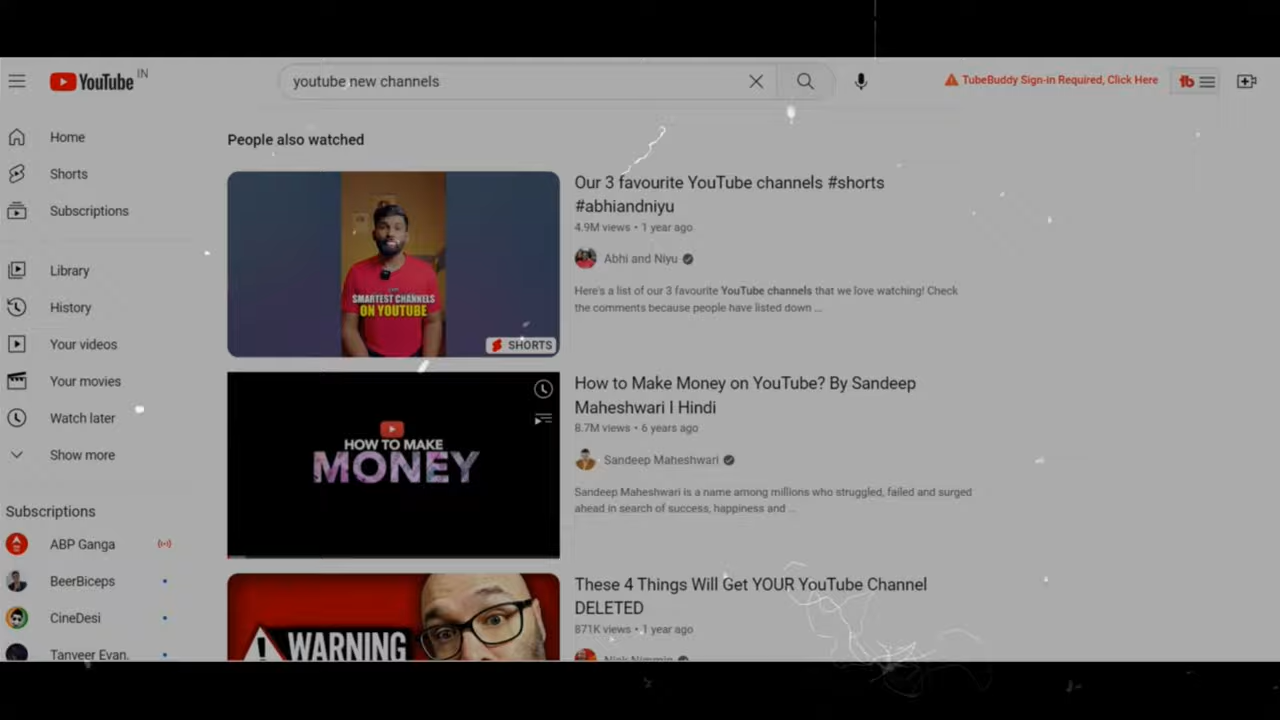 YouTube IN
youtube new channels
TubeBuddy Sign-in Required, Click Here
tb
Home
Shorts
Subscriptions
Library
History
Your videos
Your movies
Watch later
Show more
Subscriptions
ABP Ganga
BeerBiceps
CineDesi
Tanveer Evan.
People also watched
SMARTEST CHANNELS
ON YOUTUBE
SHORTS
Our 3 favourite YouTube channels #shorts
#abhiandniyu
4.9M views • 1 year ago
Abhi and Niyu
Here's a list of our 3 favourite YouTube channels that we love watching! Check
the comments because people have listed down ...
HOW TO MAKE
MONEY
How to Make Money on YouTube? By Sandeep
Maheshwari I Hindi
8.7M views • 6 years ago
Sandeep Maheshwari
Sandeep Maheshwari is a name among millions who struggled, failed and surged
ahead in search of success, happiness and ...
WARNING
These 4 Things Will Get YOUR YouTube Channel
DELETED
871K views • 1 year ago
Nick Nimmin